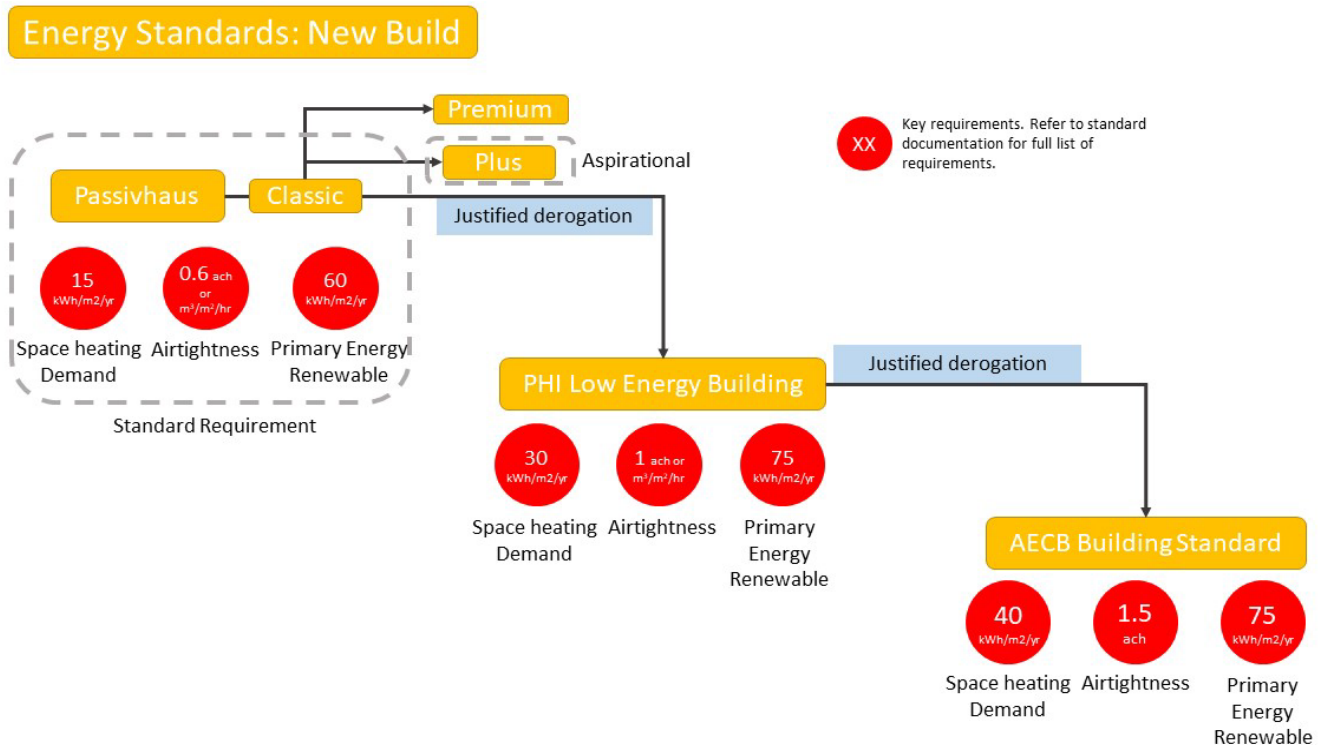 Energy Standards: New Build
Premium
Plus
Aspirational
XX
Key requirements. Refer to standard
documentation for full list of
requirements.
Passivhaus
Classic
Justified derogation
15
kWh/m2/yr
0.6 ach
or
m³/m²/hr
60
kWh/m2/yr
Space heating
Demand
Airtightness
Primary Energy
Renewable
Standard Requirement
PHI Low Energy Building
Justified derogation
30
kWh/m2/yr
1 ach or
m³/m²/hr
75
kWh/m2/yr
Space heating
Demand
Airtightness
Primary
Energy
Renewable
AECB Building Standard
40
kWh/m2/yr
1.5
ach
75
kWh/m2/yr
Space heating
Demand
Airtightness
Primary
Energy
Renewable